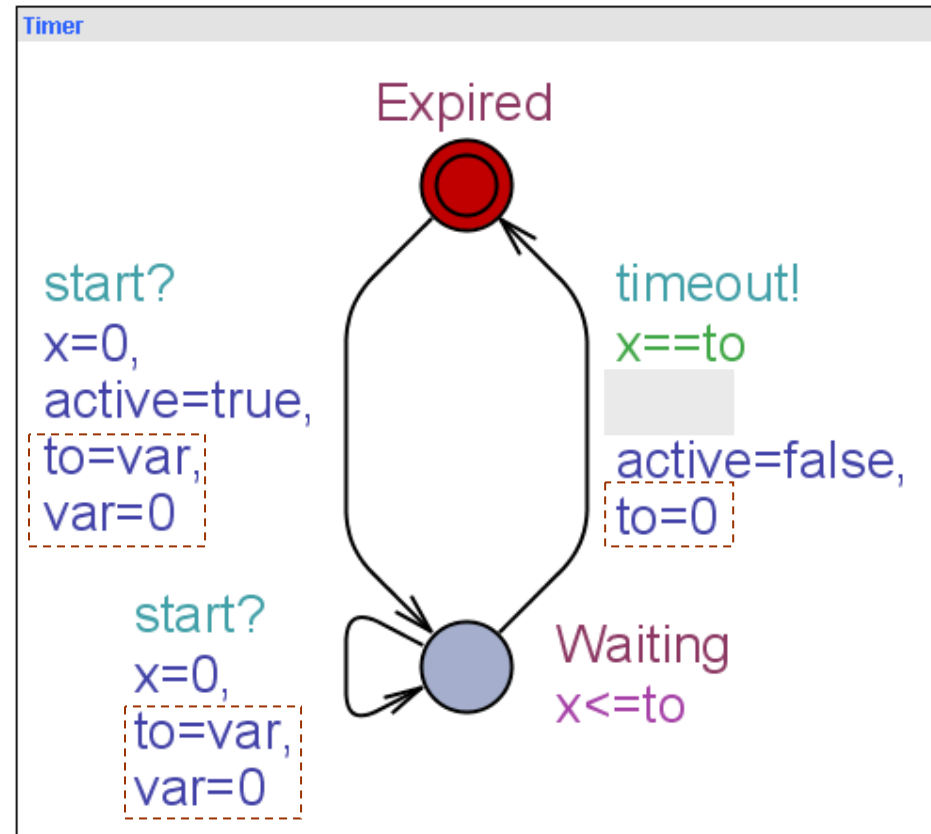 Timer
Expired
start?
x=0,
active=true,
to=var,
var=0
timeout!
x==to
active=false,
to=0
start?
x=0,
to=var,
var=0
Waiting
x<=to